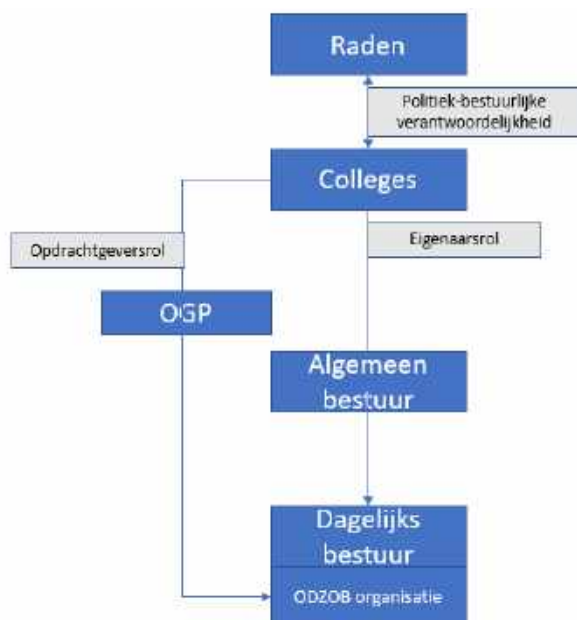 Raden
Politiek-bestuurlijke
verantwoordelijkheid
Colleges
Opdrachtgeversrol
Eigenaarsrol
OGP
Algemeen
bestuur
Dagelijks
bestuur
ODZOB organisatie